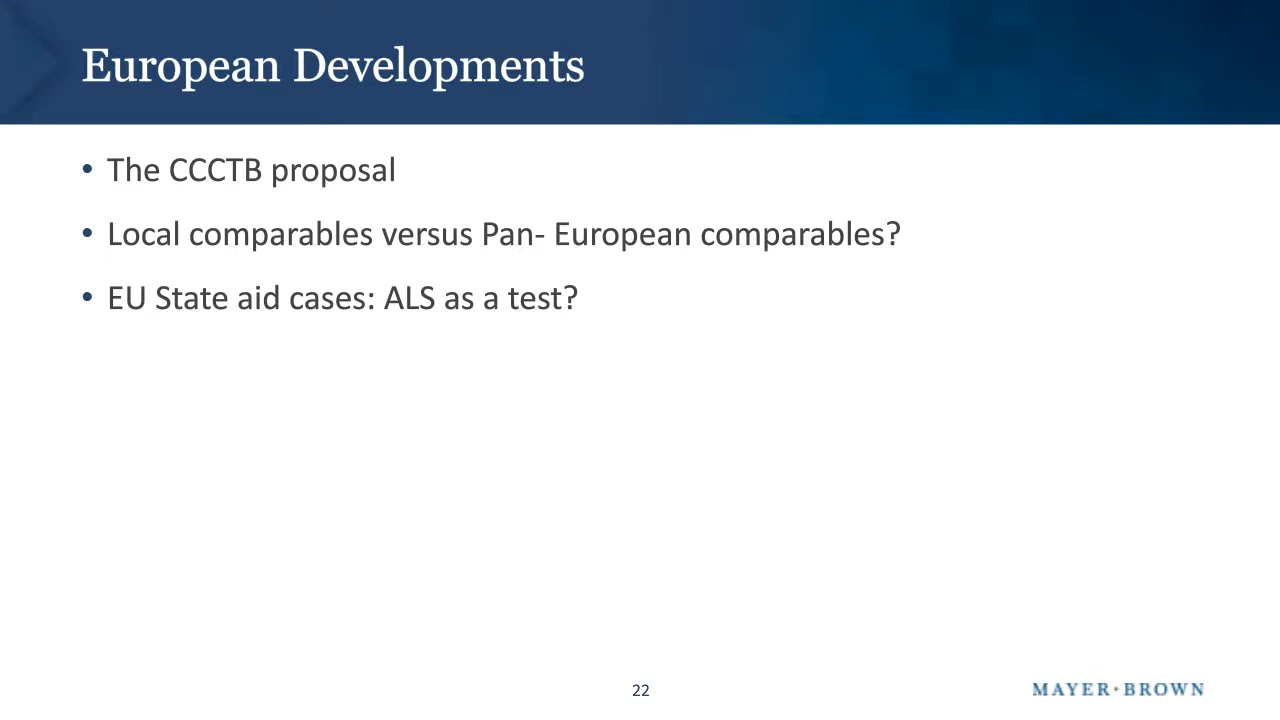 European Developments
• The CCCTB proposal
• Local comparables versus Pan- European comparables?
• EU State aid cases: ALS as a test?
22
MAYER•BROWN